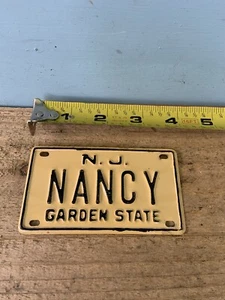 1 2 3 4 5
N.J.
NANCY
GARDEN STATE